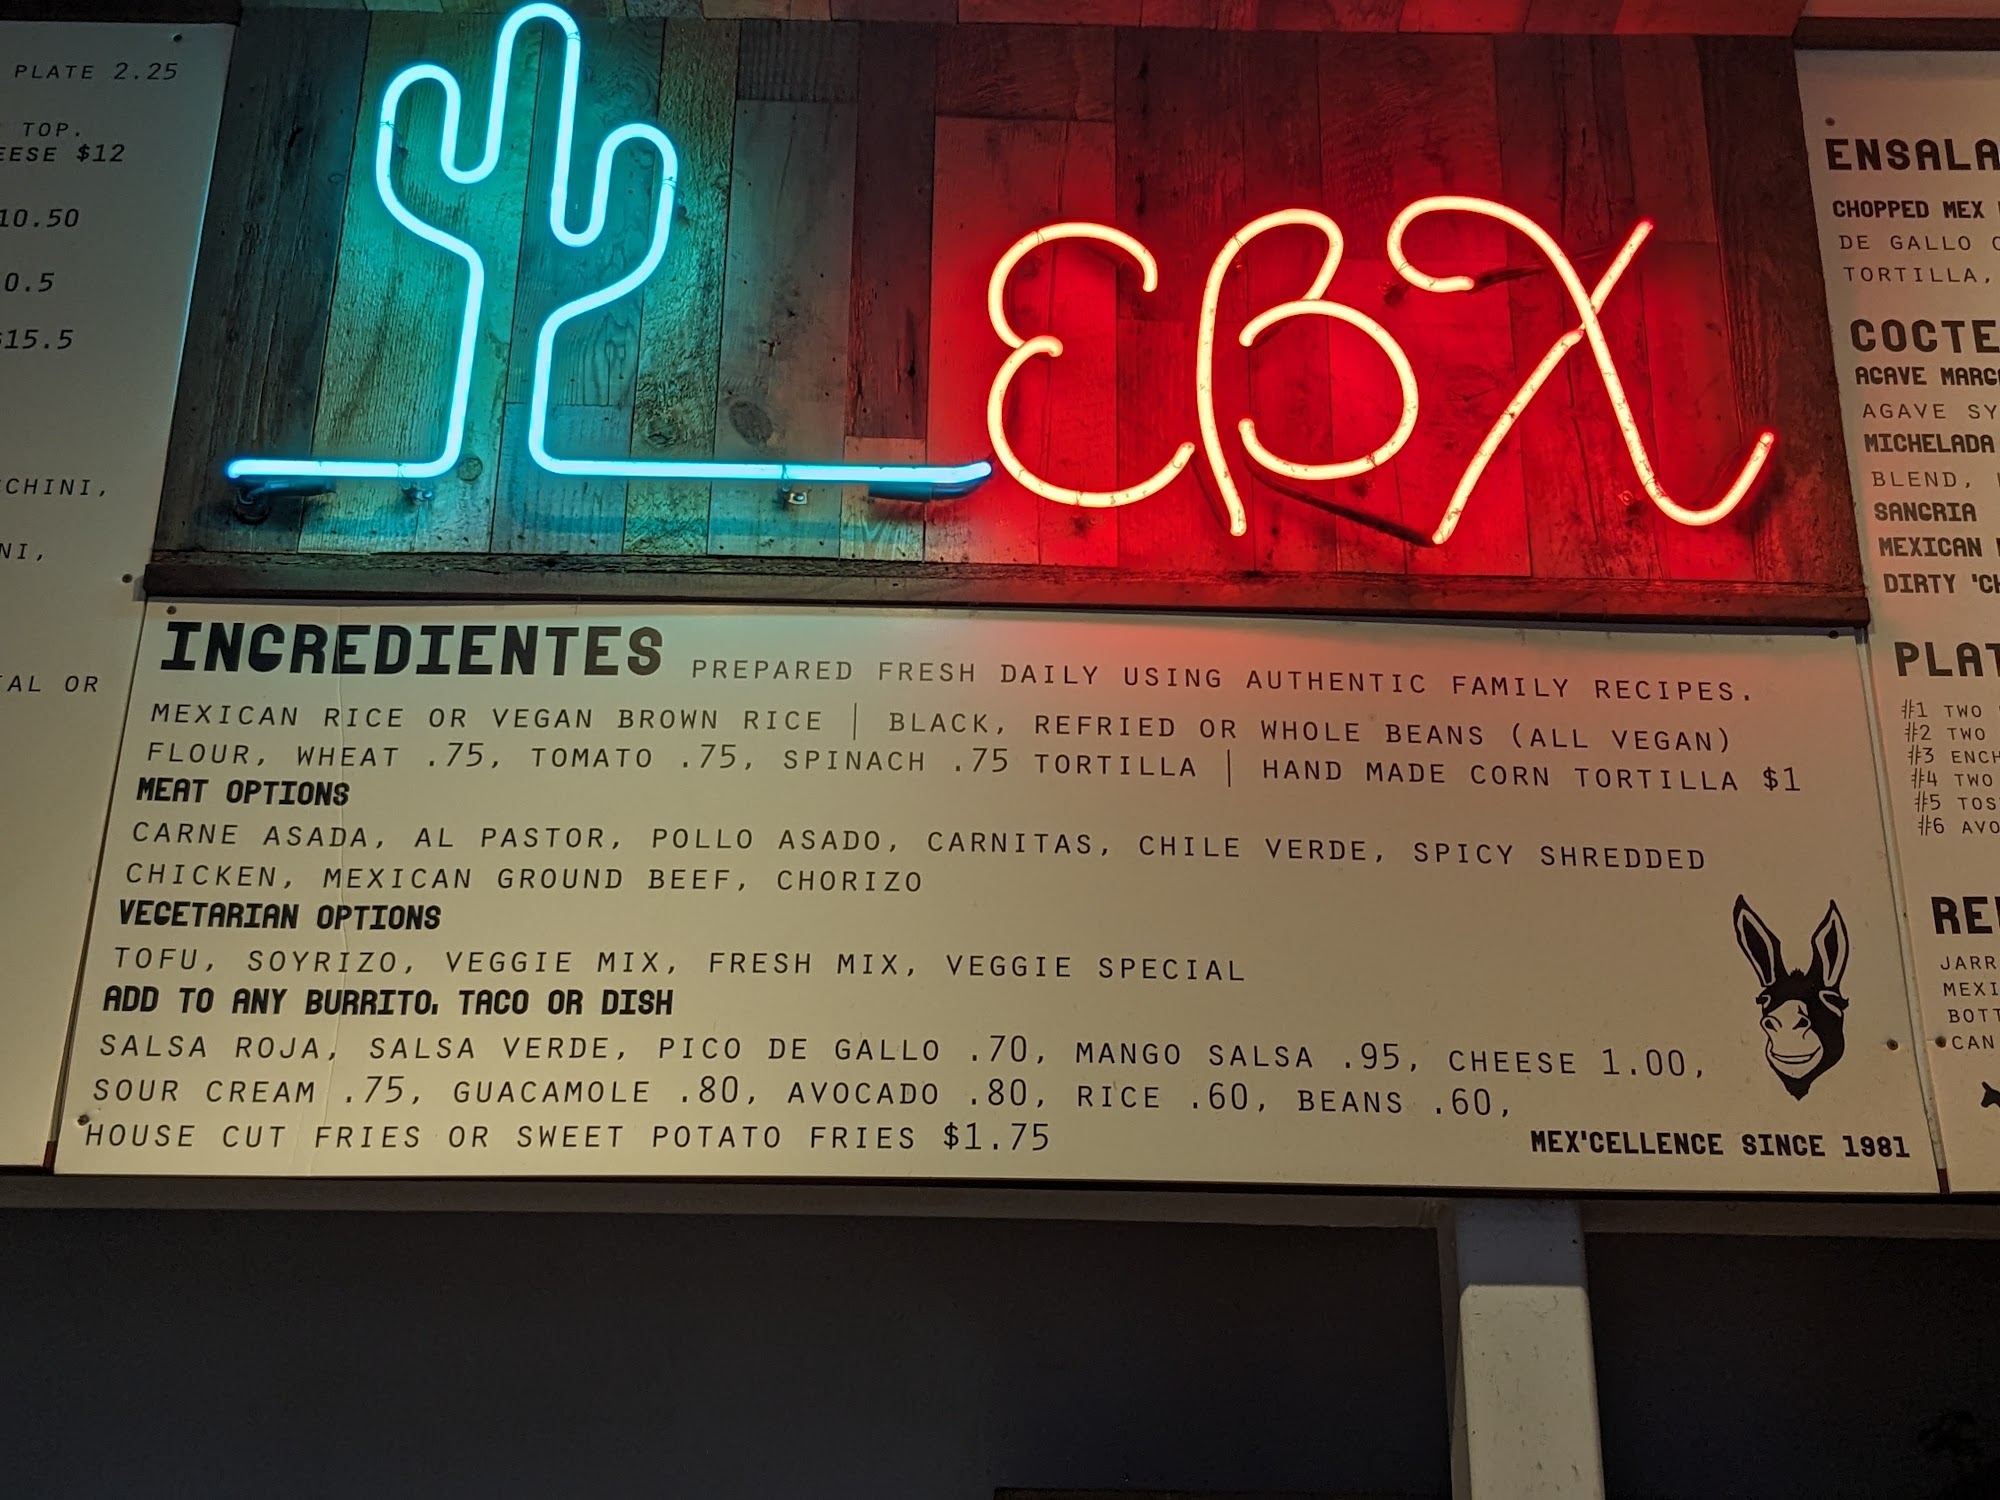 PLATE 2.25
TOP.
EESE $12
10.50
0.5
15.5
CHINI,
NI,
IAL OR
EBX
INGREDIENTES PREPARED FRESH DAILY USING AUTHENTIC FAMILY RECIPES.
MEXICAN RICE OR VEGAN BROWN RICE | BLACK, REFRIED OR WHOLE BEANS (ALL VEGAN)
FLOUR, WHEAT .75, TOMATO .75, SPINACH .75 TORTILLA | HAND MADE CORN TORTILLA $1
MEAT OPTIONS
CARNE ASADA, AL PASTOR, POLLO ASADO, CARNITAS, CHILE VERDE, SPICY SHREDDED
CHICKEN, MEXICAN GROUND BEEF, CHORIZO
VEGETARIAN OPTIONS
TOFU, SOYRIZO, VEGGIE MIX, FRESH MIX, VEGGIE SPECIAL
ADD TO ANY BURRITO, TACO OR DISH
SALSA ROJA, SALSA VERDE, PICO DE GALLO .70, MANGO SALSA .95, CHEESE 1.00,
SOUR CREAM .75, GUACAMOLE .80, AVOCADO .80, RICE .60, BEANS .60,
HOUSE CUT FRIES OR SWEET POTATO FRIES $1.75
MEX'CELLENCE SINCE 1981
ENSALA
CHOPPED MEX
DE GALLO
TORTILLA,
COCTE
AGAVE MARG
AGAVE SY
MICHELADA
BLEND,
SANGRIA
MEXICAN
DIRTY 'CH
PLAT
#1 TWO
#2 TWO
#3 ENCH
#4 TWO
#5 TOS
#6 AVO
RE
JARR
MEXI
BOTT
CAN